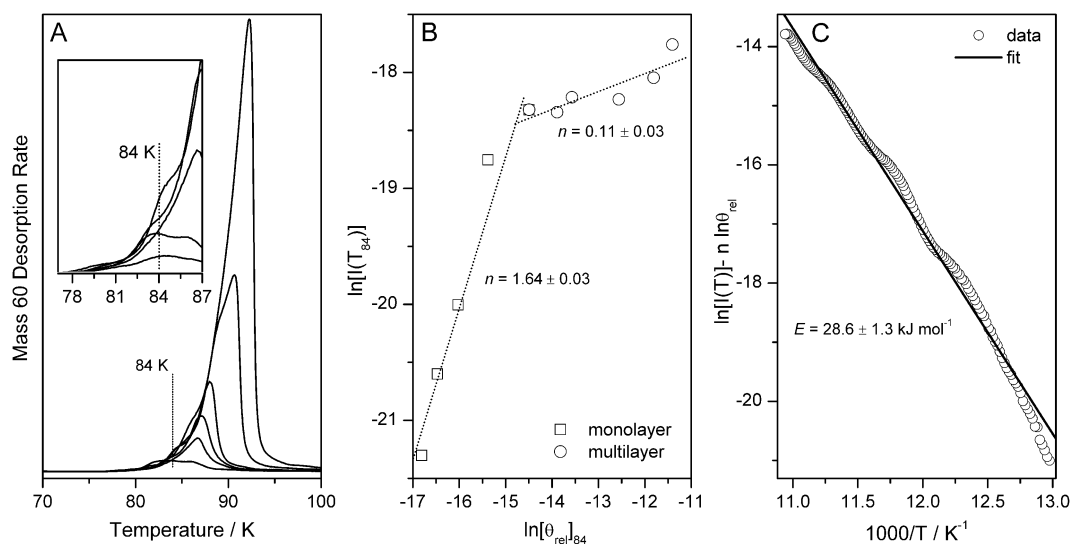 A
84 K
78 81 84 87
84 K
Mass 60 Desorption Rate
70 80 90 100
Temperature / K
B
-18
-19
-20
-21
n = 0.11 ± 0.03
n = 1.64 ± 0.03
monolayer
multilayer
ln[I(T84)]
-17 -16 -15 -14 -13 -12 -11
ln[θrel]84
C
data
fit
-14
-16
-18
-20
E = 28.6 ± 1.3 kJ mol⁻¹
ln[I(T)]- n lnθrel
11.0 11.5 12.0 12.5 13.0
1000/T / K⁻¹